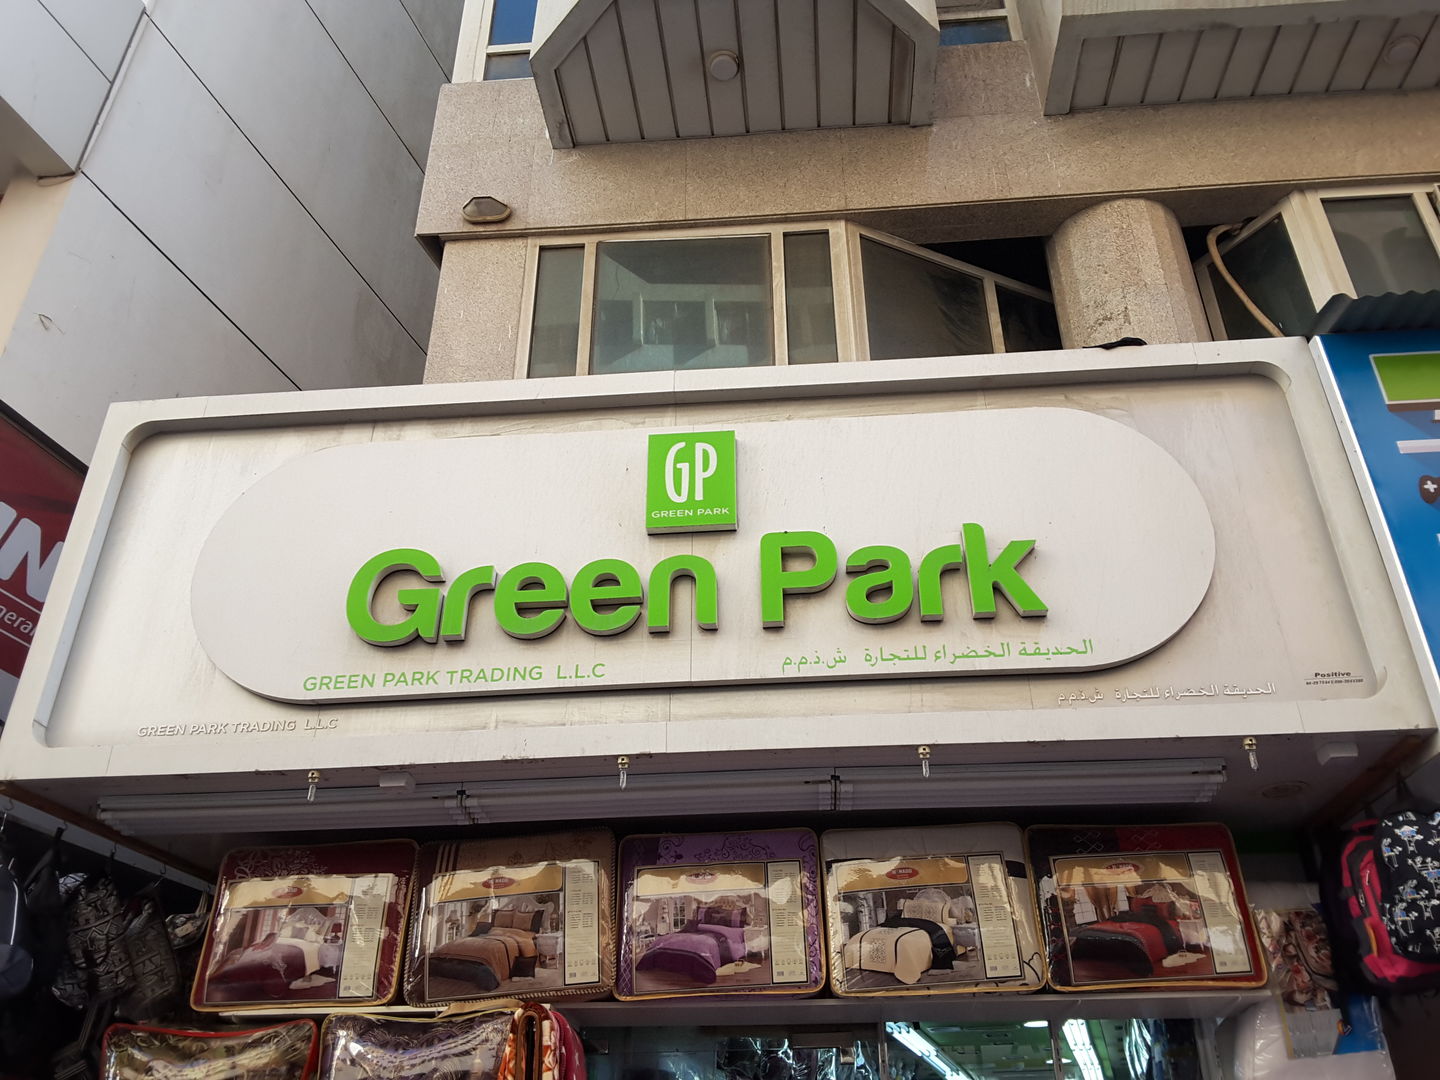 GP
GREEN PARK
Green Park
GREEN PARK TRADING L.L.C
الحديقة الخضراء للتجارة ش.ذ.م.م
GREEN PARK TRADING L.L.C
الحديقة الخضراء للتجارة ش.ذ.م.م
Positive